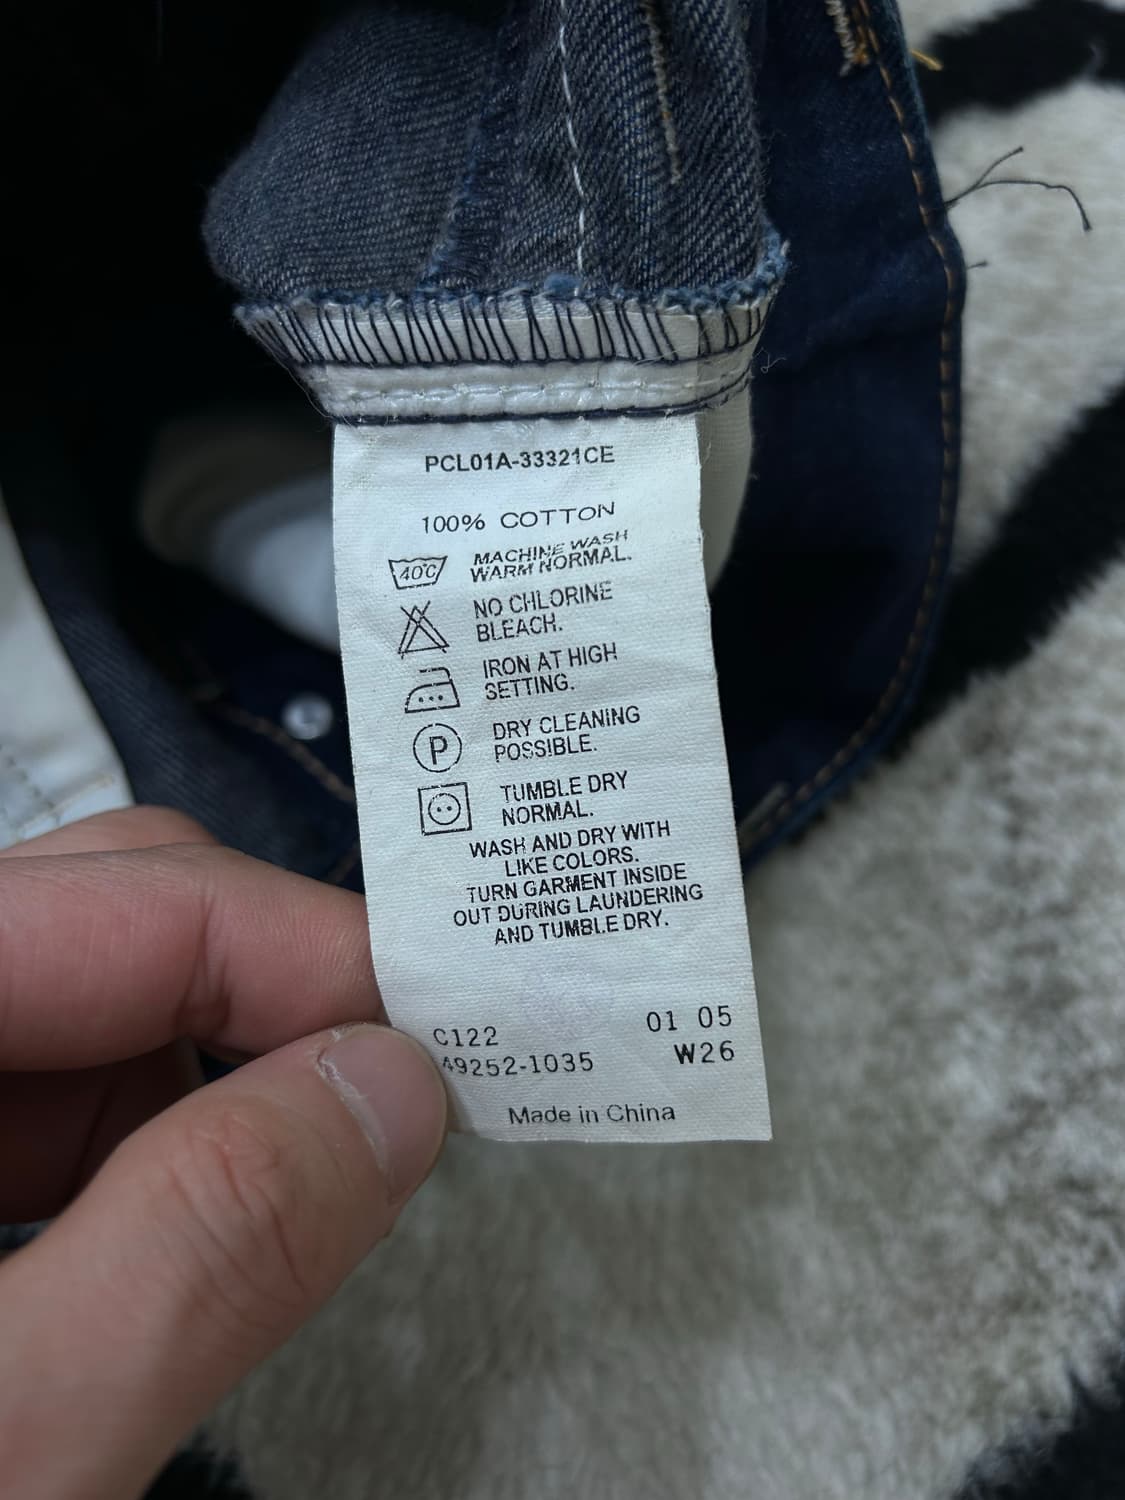 PCL01A-33321CE
100% COTTON
40°C
MACHINE WASH
WARM NORMAL.
NO CHLORINE
BLEACH.
IRON AT HIGH
SETTING.
P
DRY CLEANING
POSSIBLE.
TUMBLE DRY
NORMAL.
WASH AND DRY WITH
LIKE COLORS.
TURN GARMENT INSIDE
OUT DURING LAUNDERING
AND TUMBLE DRY.
C122 01 05
49252-1035 W26
Made in China